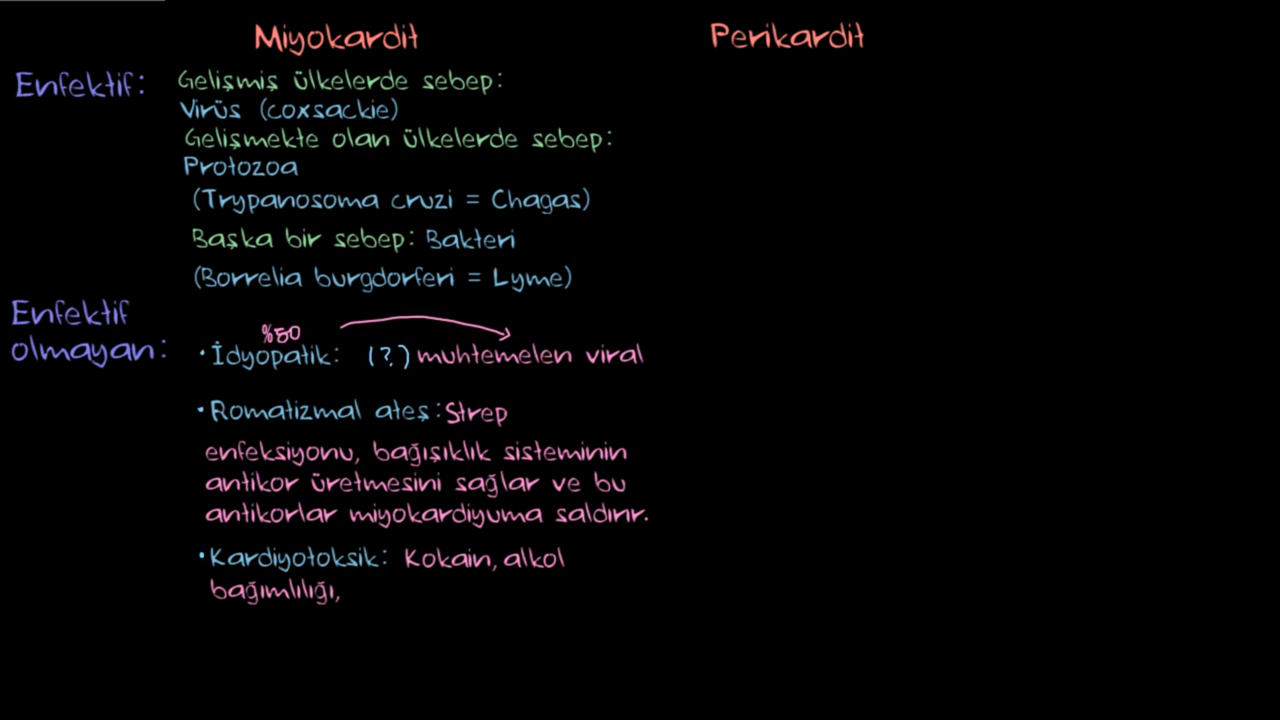 Miyokardit
Perikardit
Enfektif:
Gelişmiş ülkelerde sebep:
Virüs (coxsackie)
Gelişmekte olan ülkelerde sebep:
Protozoa
(Trypanosoma cruzi = Chagas)
Başka bir sebep: Bakteri
(Borrelia burgdorferi = Lyme)
Enfektif
olmayan:
%50
•İdyopatik: (?) muhtemelen viral
•Romatizmal ateş: Strep
enfeksiyonu, bağışıklık sisteminin
antikor üretmesini sağlar ve bu
antikorlar miyokardiyuma saldırır.
•Kardiyotoksik: Kokain, alkol
bağımlılığı,